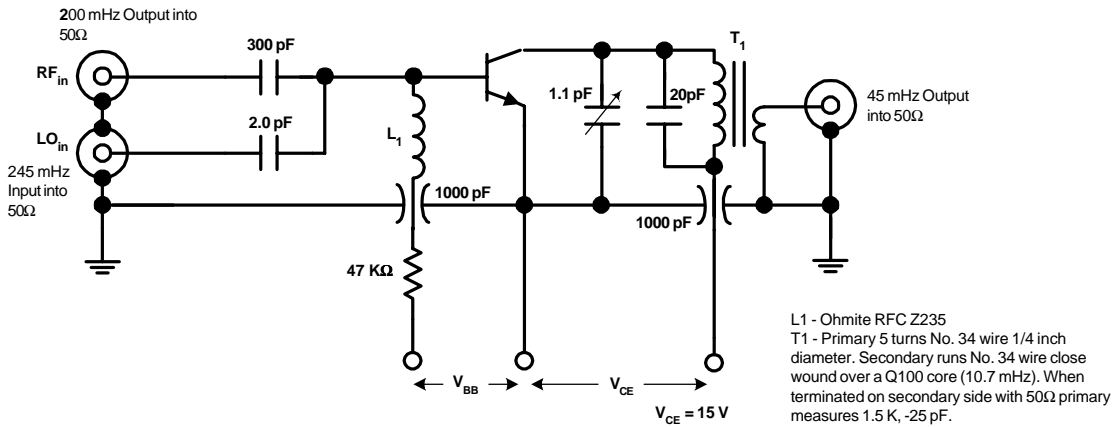 200 mHz Output into
50Ω
RFin
300 pF
LOin
2.0 pF
245 mHz
Input into
50Ω
L1
1000 pF
47 KΩ
VBB
1.1 pF
20pF
T1
45 mHz Output
into 50Ω
1000 pF
VCE
VCE = 15 V
L1 - Ohmite RFC Z235
T1 - Primary 5 turns No. 34 wire 1/4 inch
diameter. Secondary runs No. 34 wire close
wound over a Q100 core (10.7 mHz). When
terminated on secondary side with 50Ω primary
measures 1.5 K, -25 pF.